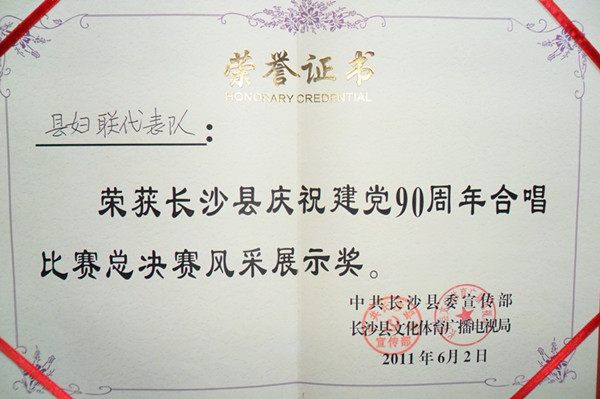 荣誉证书
HONORARY CREDENTIAL
县妇联代表队：
荣获长沙县庆祝建党90周年合唱
比赛总决赛风采展示奖。
中共长沙县委宣传部
长沙县文化体育广播电视局
2011年6月2日
宣传部